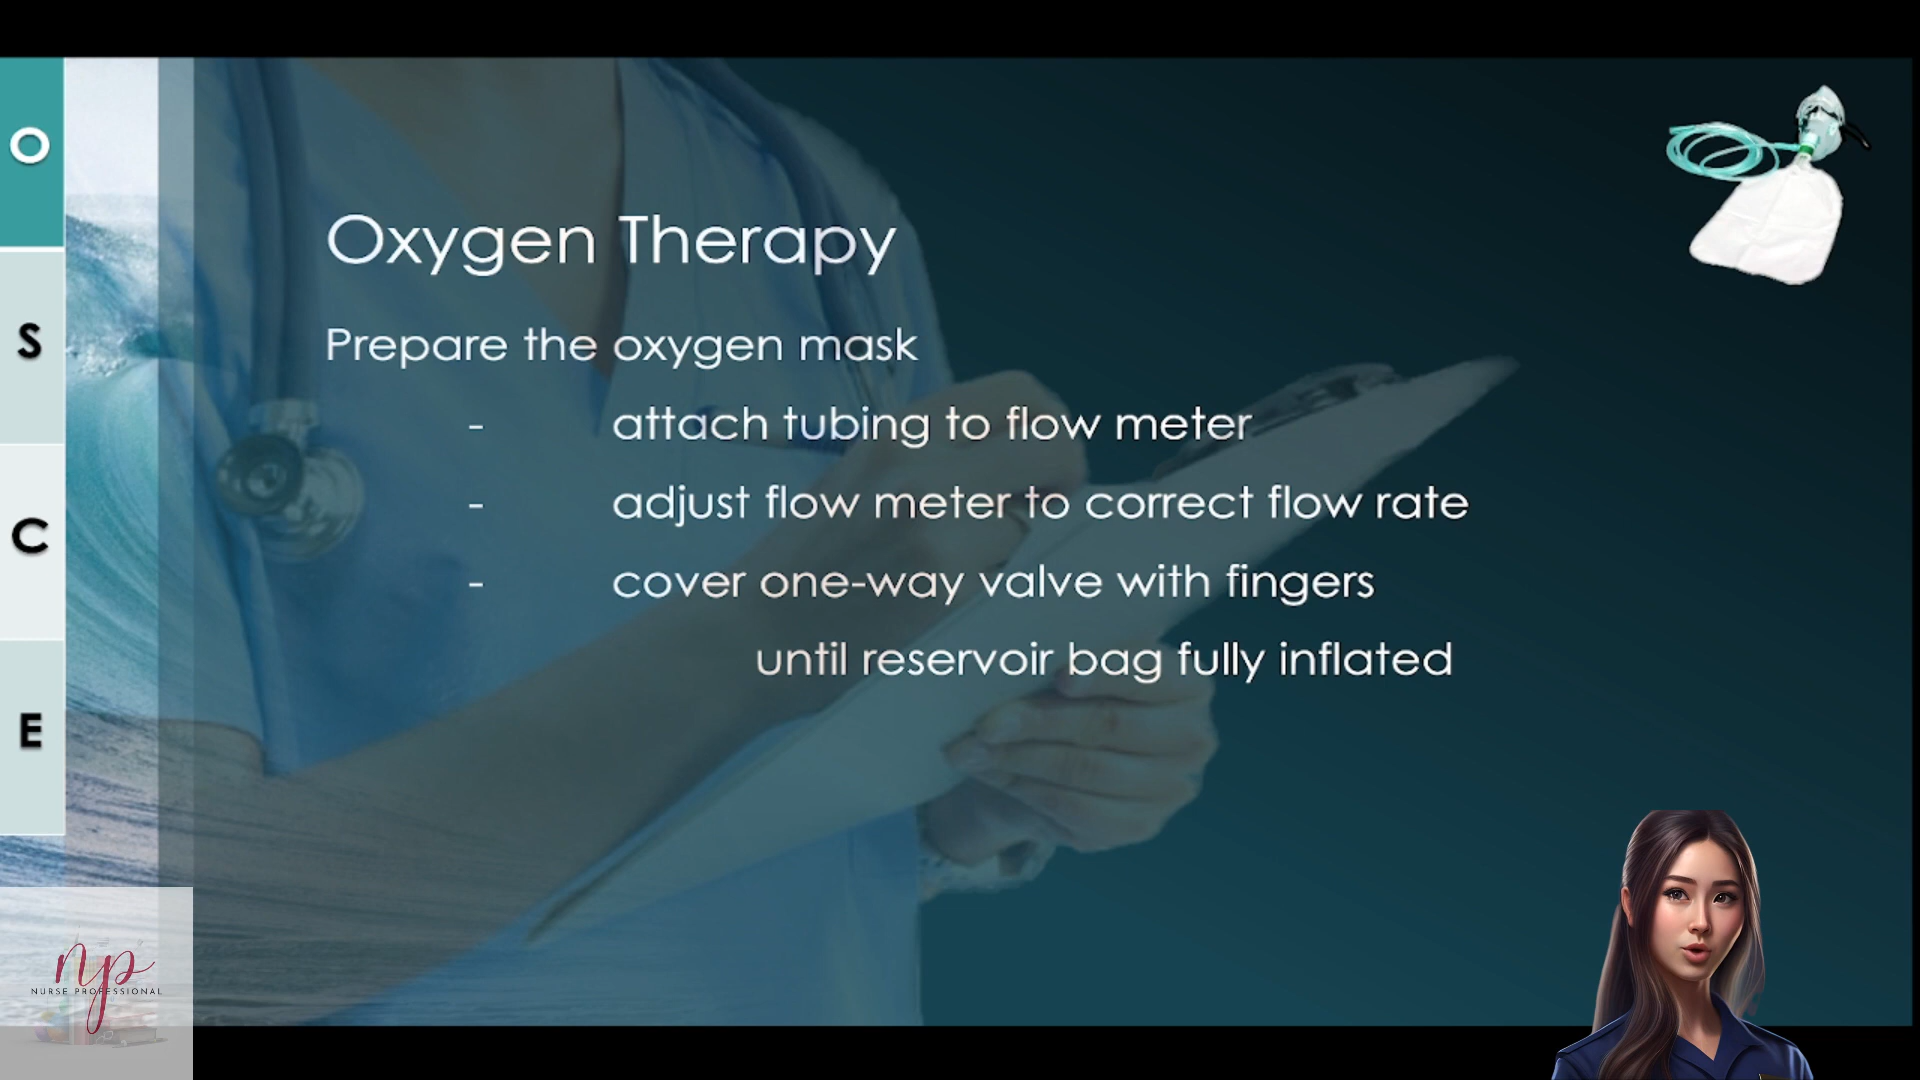 O
S
C
E
Oxygen Therapy
Prepare the oxygen mask
- attach tubing to flow meter
- adjust flow meter to correct flow rate
- cover one-way valve with fingers
until reservoir bag fully inflated
np
NURSE PROFESSIONAL